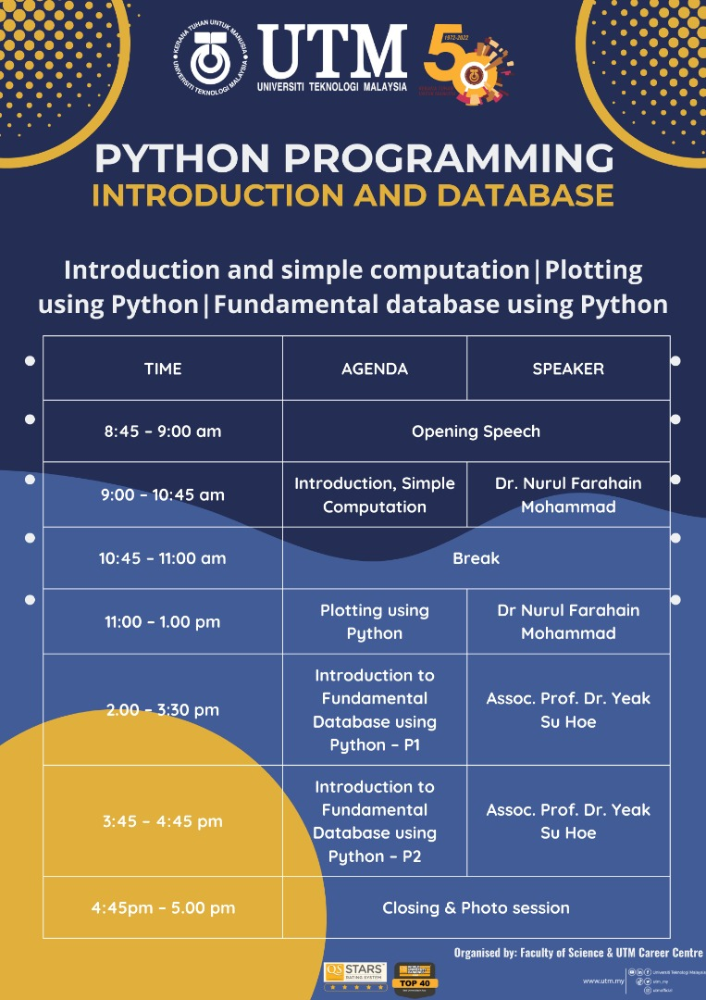 KERANA TUHAN UNTUK MANUSIA
UNIVERSITI TEKNOLOGI MALAYSIA
UTM
UNIVERSITI TEKNOLOGI MALAYSIA
50
1972-2022
PYTHON PROGRAMMING
INTRODUCTION AND DATABASE
Introduction and simple computation|Plotting
using Python|Fundamental database using Python
TIME
AGENDA
SPEAKER
8:45 – 9:00 am
Opening Speech
9:00 – 10:45 am
Introduction, Simple
Computation
Dr. Nurul Farahain
Mohammad
10:45 – 11:00 am
Break
11:00 – 1.00 pm
Plotting using
Python
Dr Nurul Farahain
Mohammad
2.00 – 3:30 pm
Introduction to
Fundamental
Database using
Python – P1
Assoc. Prof. Dr. Yeak
Su Hoe
3:45 – 4:45 pm
Introduction to
Fundamental
Database using
Python – P2
Assoc. Prof. Dr. Yeak
Su Hoe
4:45pm – 5.00 pm
Closing & Photo session
Organised by: Faculty of Science & UTM Career Centre
QS STARS
RATING SYSTEM
TOP 40
www.utm.my
Universiti Teknologi Malaysia
utm_my
utmofficial